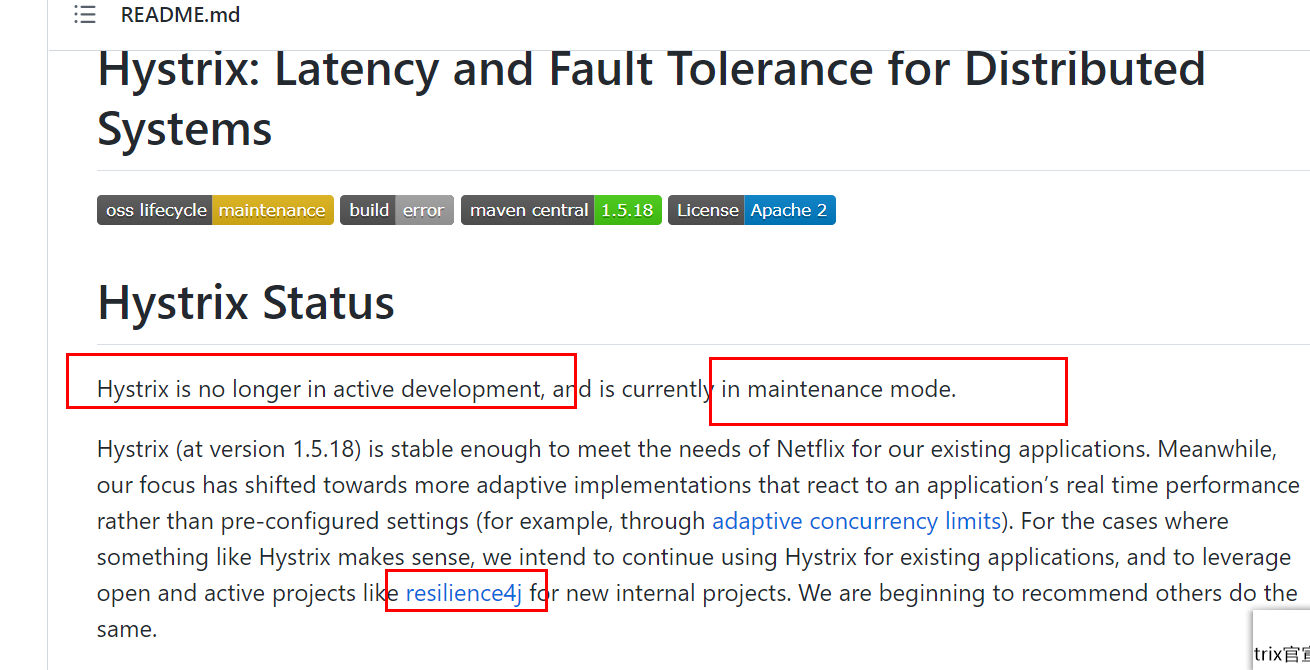 README.md
Hystrix: Latency and Fault Tolerance for Distributed
Systems
oss lifecycle maintenance build error maven central 1.5.18 License Apache 2
Hystrix Status
Hystrix is no longer in active development, and is currently in maintenance mode.
Hystrix (at version 1.5.18) is stable enough to meet the needs of Netflix for our existing applications. Meanwhile,
our focus has shifted towards more adaptive implementations that react to an application’s real time performance
rather than pre-configured settings (for example, through adaptive concurrency limits). For the cases where
something like Hystrix makes sense, we intend to continue using Hystrix for existing applications, and to leverage
open and active projects like resilience4j for new internal projects. We are beginning to recommend others do the
same.
trix官